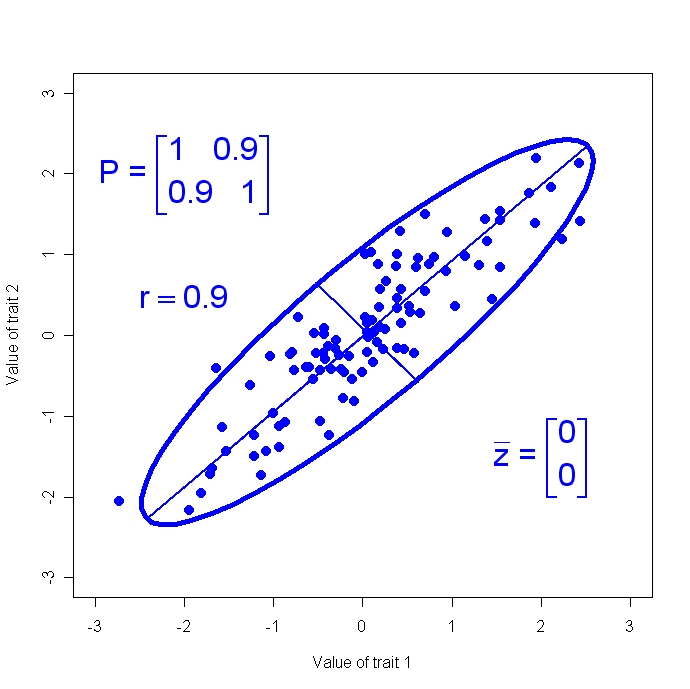 P = [1 0.9
0.9 1]
r = 0.9
z̅ = [0
0]
Value of trait 2
3
2
1
0
-1
-2
-3
-3 -2 -1 0 1 2 3
Value of trait 1